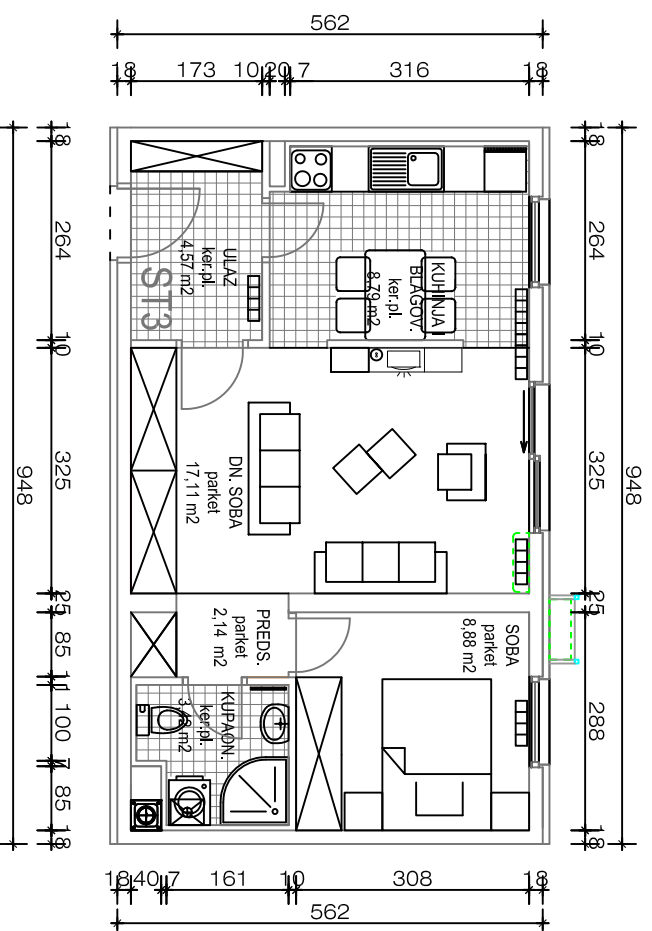 562
18 173 10 20 7 316 18
18
264
10
325
25
85
11
100
7
85
18
948
18
264
10
325
25
288
18
948
ULAZ
ker.pl.
4,57 m2
ST3
KUHINJA I
BLAGOV.
ker.pl.
8,79 m2
DN. SOBA
parket
17,11 m2
PREDS.
parket
2,14 m2
SOBA
parket
8,88 m2
KUPAON.
ker.pl.
m2
18 40 7 161 10 308 18
562